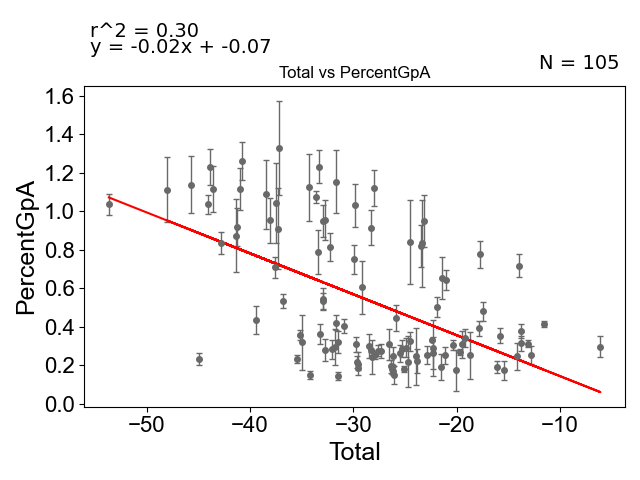 r^2 = 0.30
y = -0.02x + -0.07
N = 105
Total vs PercentGpA
PercentGpA
1.6
1.4
1.2
1.0
0.8
0.6
0.4
0.2
0.0
−50
−40
−30
−20
−10
Total